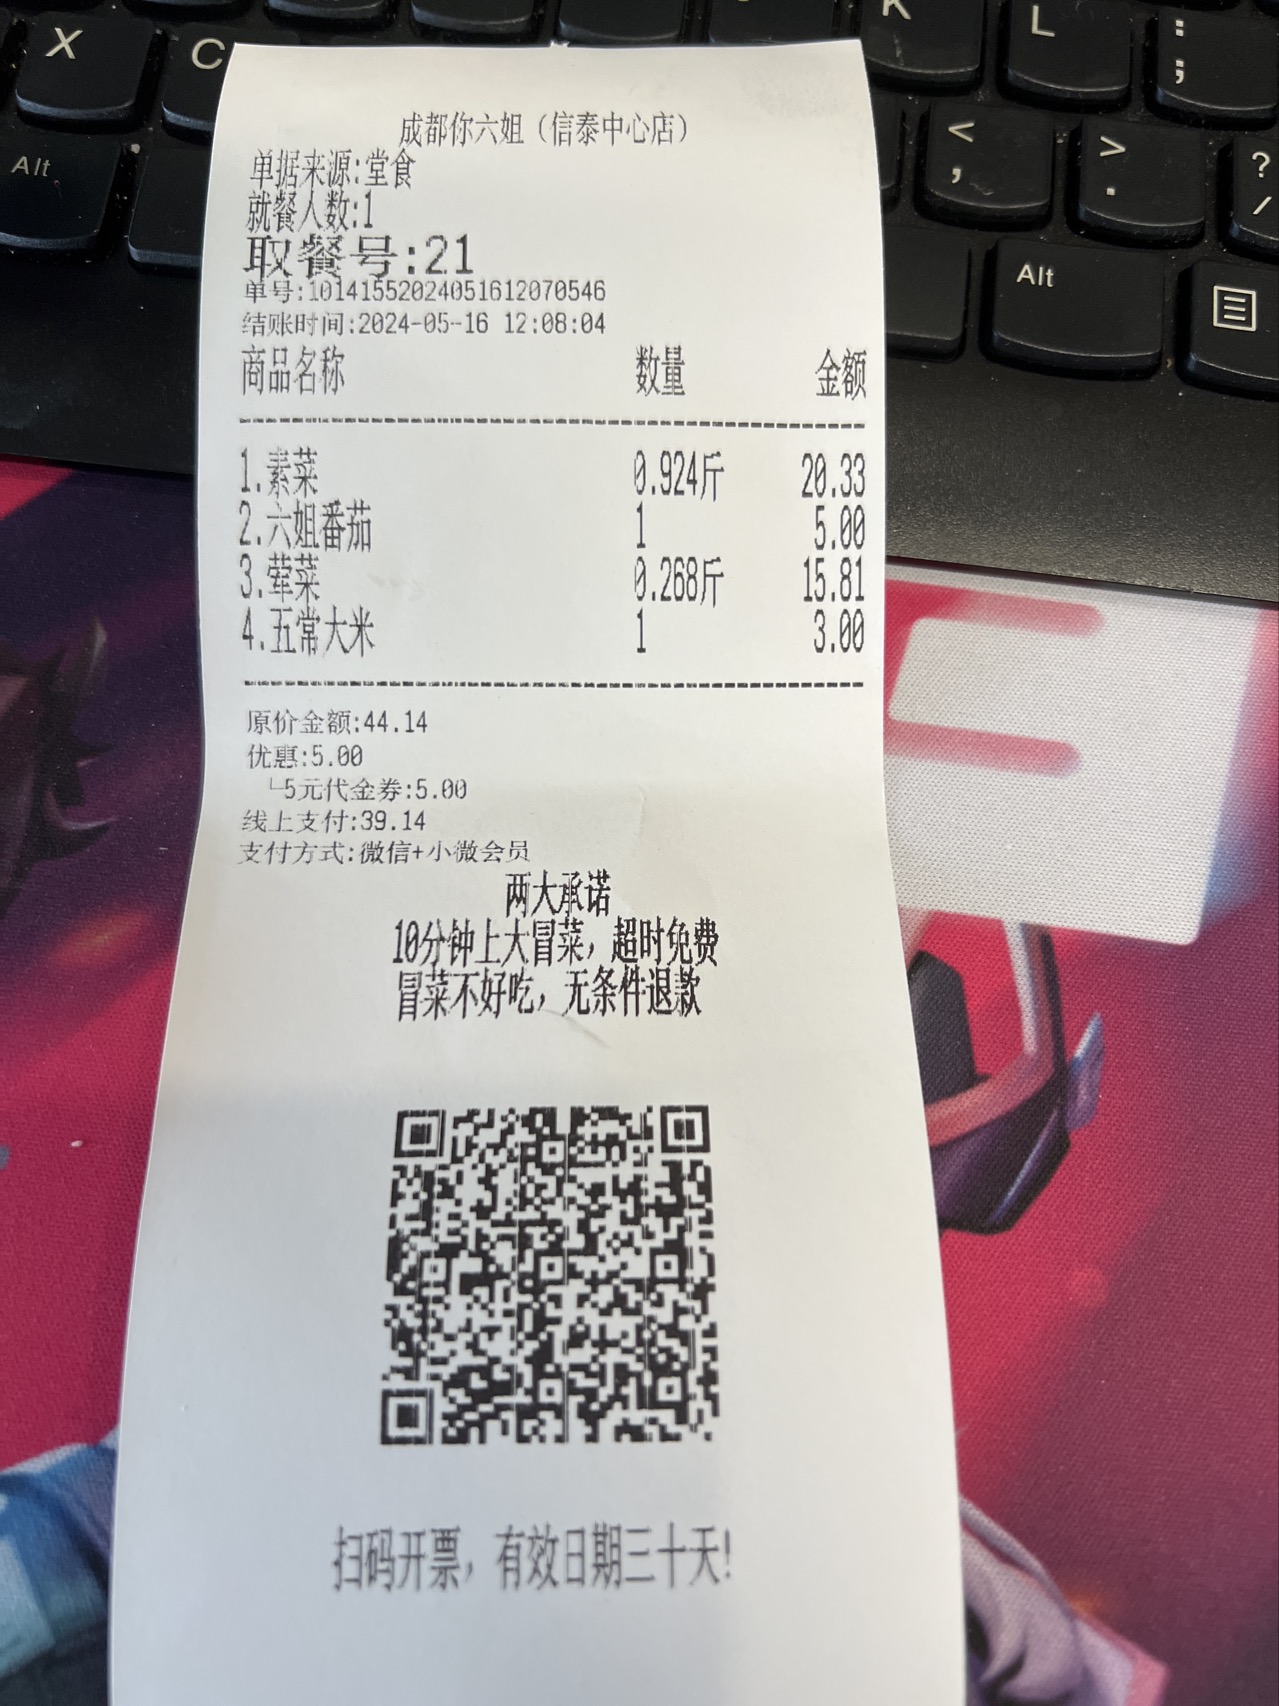 X
C
K
L
:
;
Alt
<
,
>
.
?
/
Alt
成都你六姐（信泰中心店）
单据来源:堂食
就餐人数:1
取餐号:21
单号:10141552024051612070546
结账时间:2024-05-16 12:08:04
商品名称 数量 金额
1.素菜 0.924斤 20.33
2.六姐番茄 1 5.00
3.荤菜 0.268斤 15.81
4.五常大米 1 3.00
原价金额:44.14
优惠:5.00
└5元代金券:5.00
线上支付:39.14
支付方式:微信+小微会员
两大承诺
10分钟上大冒菜，超时免费
冒菜不好吃，无条件退款
扫码开票，有效日期三十天!